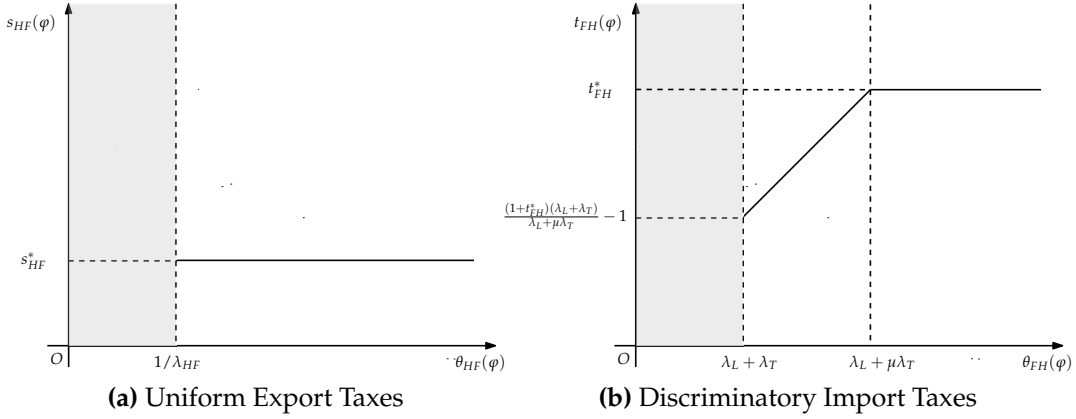 s_{HF}(φ)
s^*_{HF}
O
1/λ_{HF}
θ_{HF}(φ)
(a) Uniform Export Taxes
t_{FH}(φ)
t^*_{FH}
\frac{(1+t^*_{FH})(λ_L+λ_T)}{λ_L+μλ_T} − 1
O
λ_L + λ_T
λ_L + μλ_T
θ_{FH}(φ)
(b) Discriminatory Import Taxes